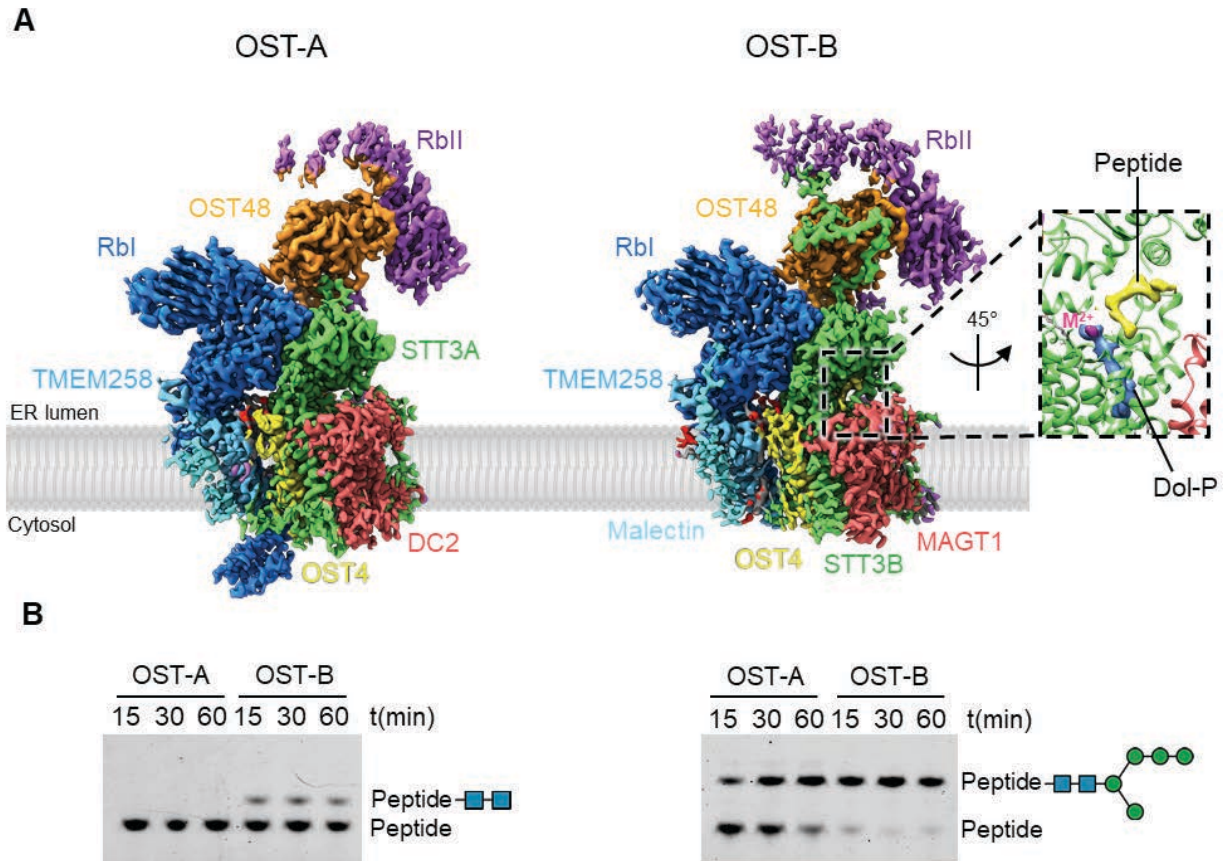 A
OST-A
OST-B
RbII
RbII
Peptide
OST48
OST48
RbI
RbI
M2+
45°
STT3A
STT3B
TMEM258
TMEM258
ER lumen
Dol-P
Cytosol
DC2
Malectin
MAGT1
OST4
OST4
B
OST-A OST-B
15 30 60 15 30 60 t(min)
Peptide
Peptide
OST-A OST-B
15 30 60 15 30 60 t(min)
Peptide
Peptide